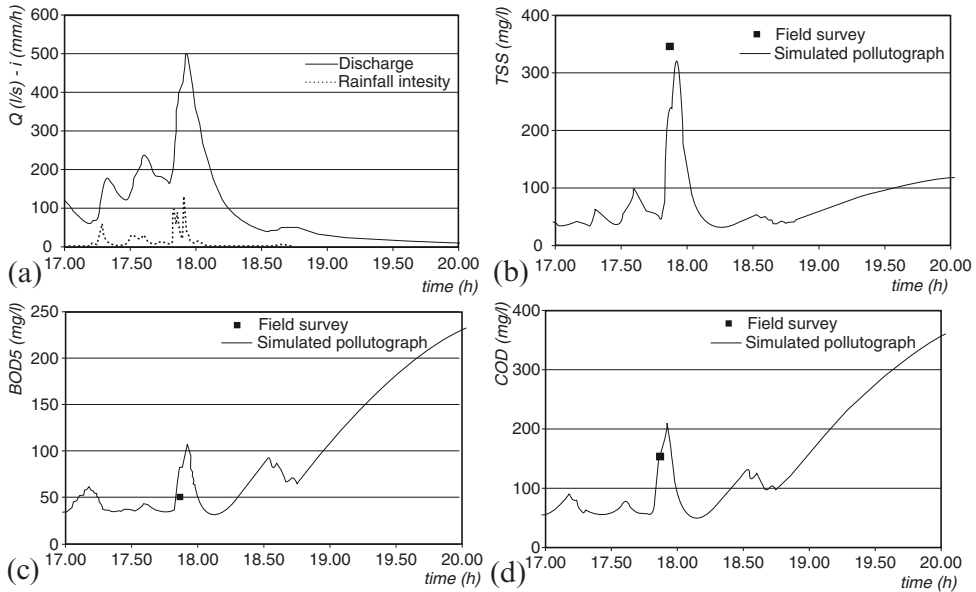 Q (l/s) - i (mm/h)
600
500
400
300
200
100
0
Discharge
Rainfall intesity
17.00 17.50 18.00 18.50 19.00 19.50 20.00
time (h)
(a)
TSS (mg/l)
400
300
200
100
0
Field survey
Simulated pollutograph
17.00 17.50 18.00 18.50 19.00 19.50 20.00
time (h)
(b)
BOD5 (mg/l)
250
200
150
100
50
0
Field survey
Simulated pollutograph
17.00 17.50 18.00 18.50 19.00 19.50 20.00
time (h)
(c)
COD (mg/l)
400
300
200
100
0
Field survey
Simulated pollutograph
17.00 17.50 18.00 18.50 19.00 19.50 20.00
time (h)
(d)